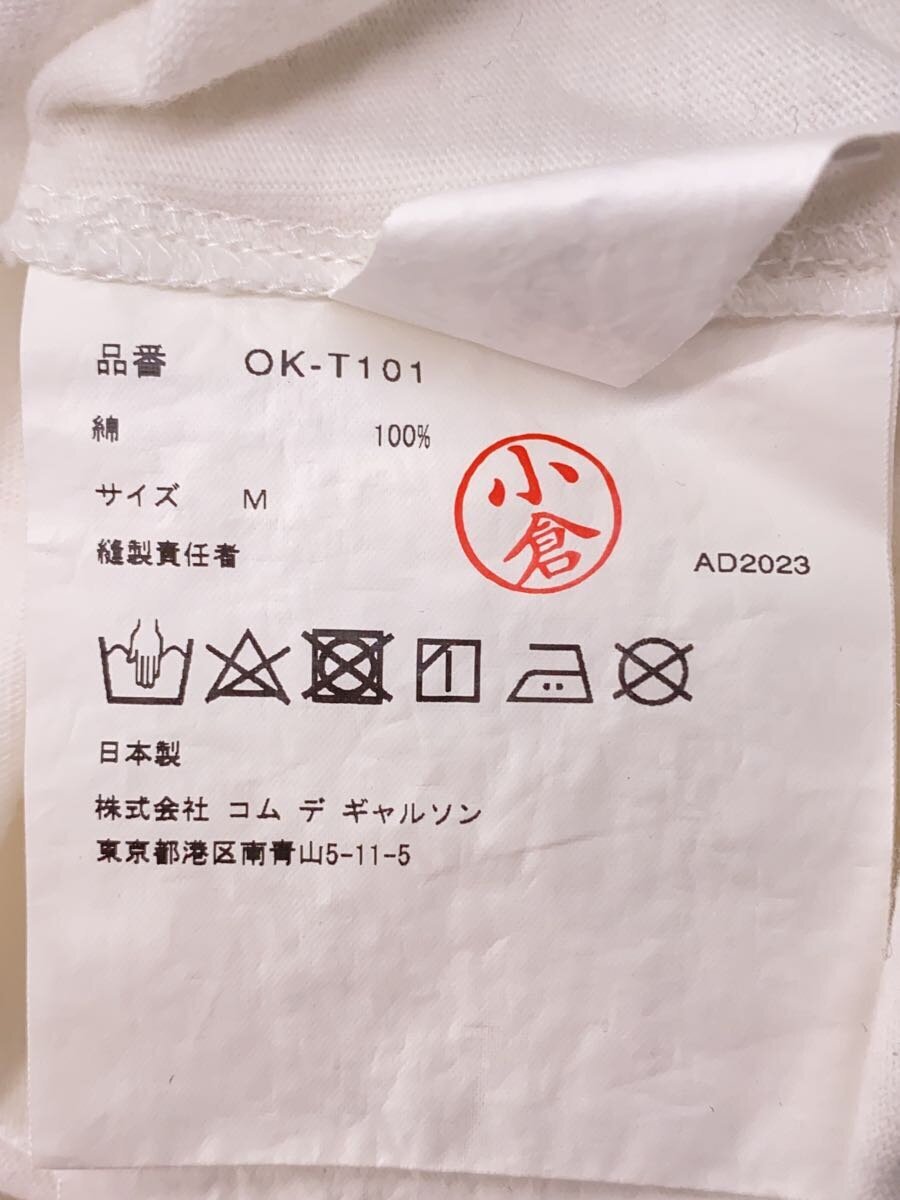 品番 OK-T101
綿 100%
サイズ M
縫製責任者 小倉 AD2023
日本製
株式会社 コム デ ギャルソン
東京都港区南青山5-11-5